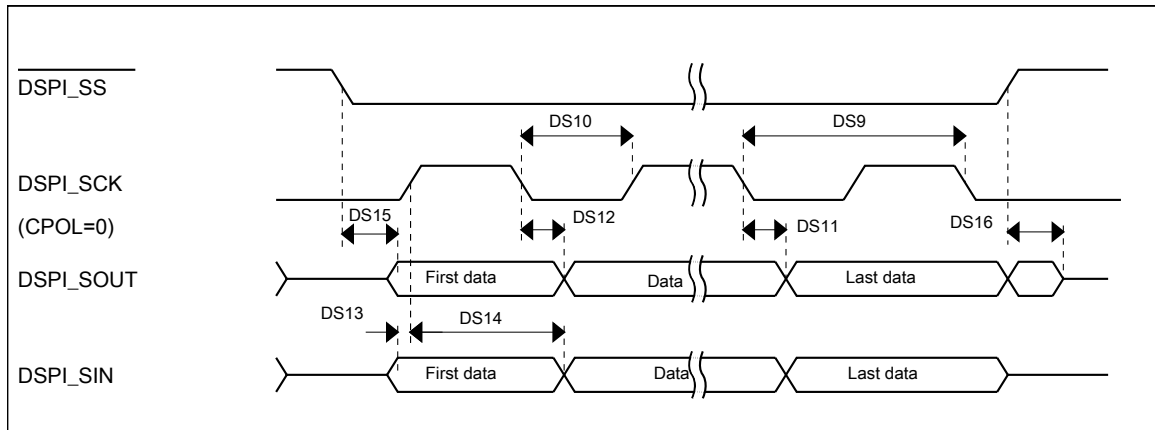 DSPI_SS
DS10
DS9
DSPI_SCK
(CPOL=0)
DS15
DS12
DS11
DS16
DSPI_SOUT
First data
Data
Last data
DS13
DS14
DSPI_SIN
First data
Data
Last data